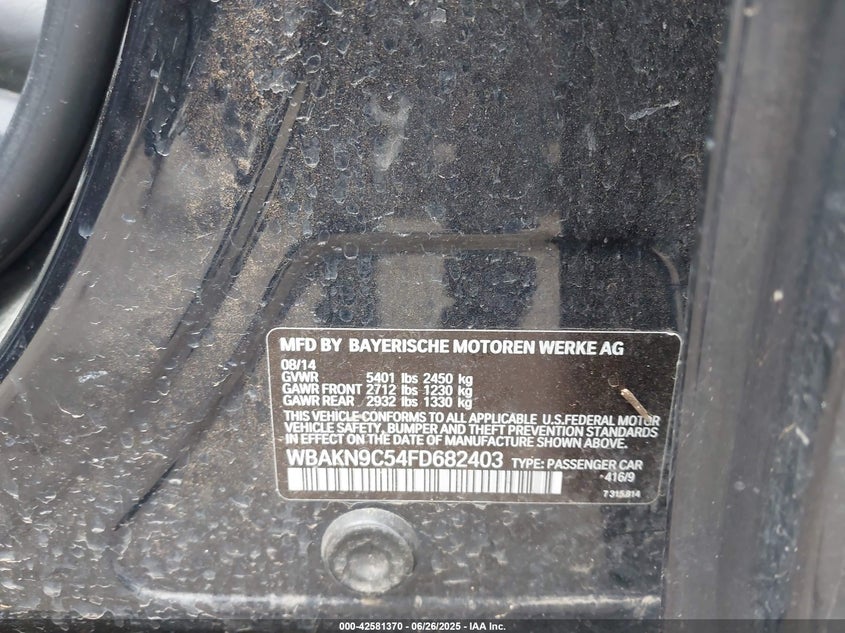 MFD BY BAYERISCHE MOTOREN WERKE AG
08/14
GVWR 5401 lbs 2450 kg
GAWR FRONT 2712 lbs 1230 kg
GAWR REAR 2932 lbs 1330 kg
THIS VEHICLE CONFORMS TO ALL APPLICABLE U.S.FEDERAL MOTOR
VEHICLE SAFETY, BUMPER AND THEFT PREVENTION STANDARDS
IN EFFECT ON THE DATE OF MANUFACTURE SHOWN ABOVE.
WBAKN9C54FD682403 TYPE: PASSENGER CAR
416/9
7 315.814
000-42581370 - 06/26/2025 - IAA Inc.